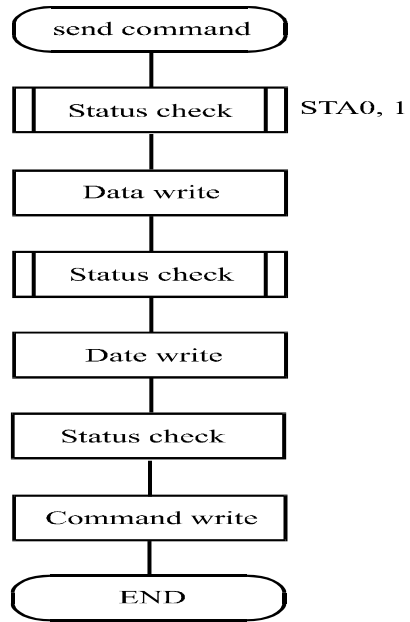 send command
Status check
STA0, 1
Data write
Status check
Date write
Status check
Command write
END